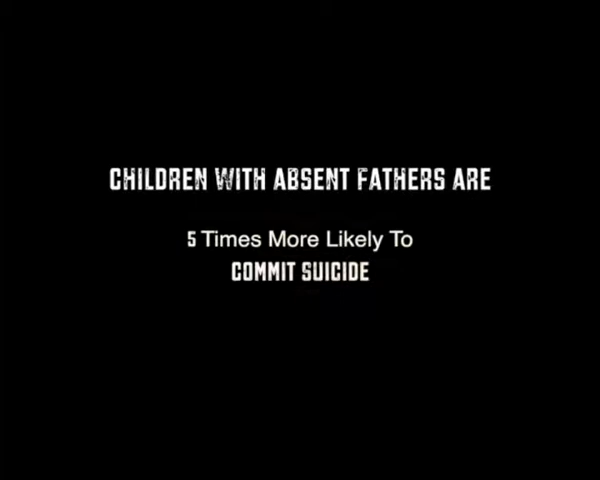 CHILDREN WITH ABSENT FATHERS ARE
5 Times More Likely To
COMMIT SUICIDE